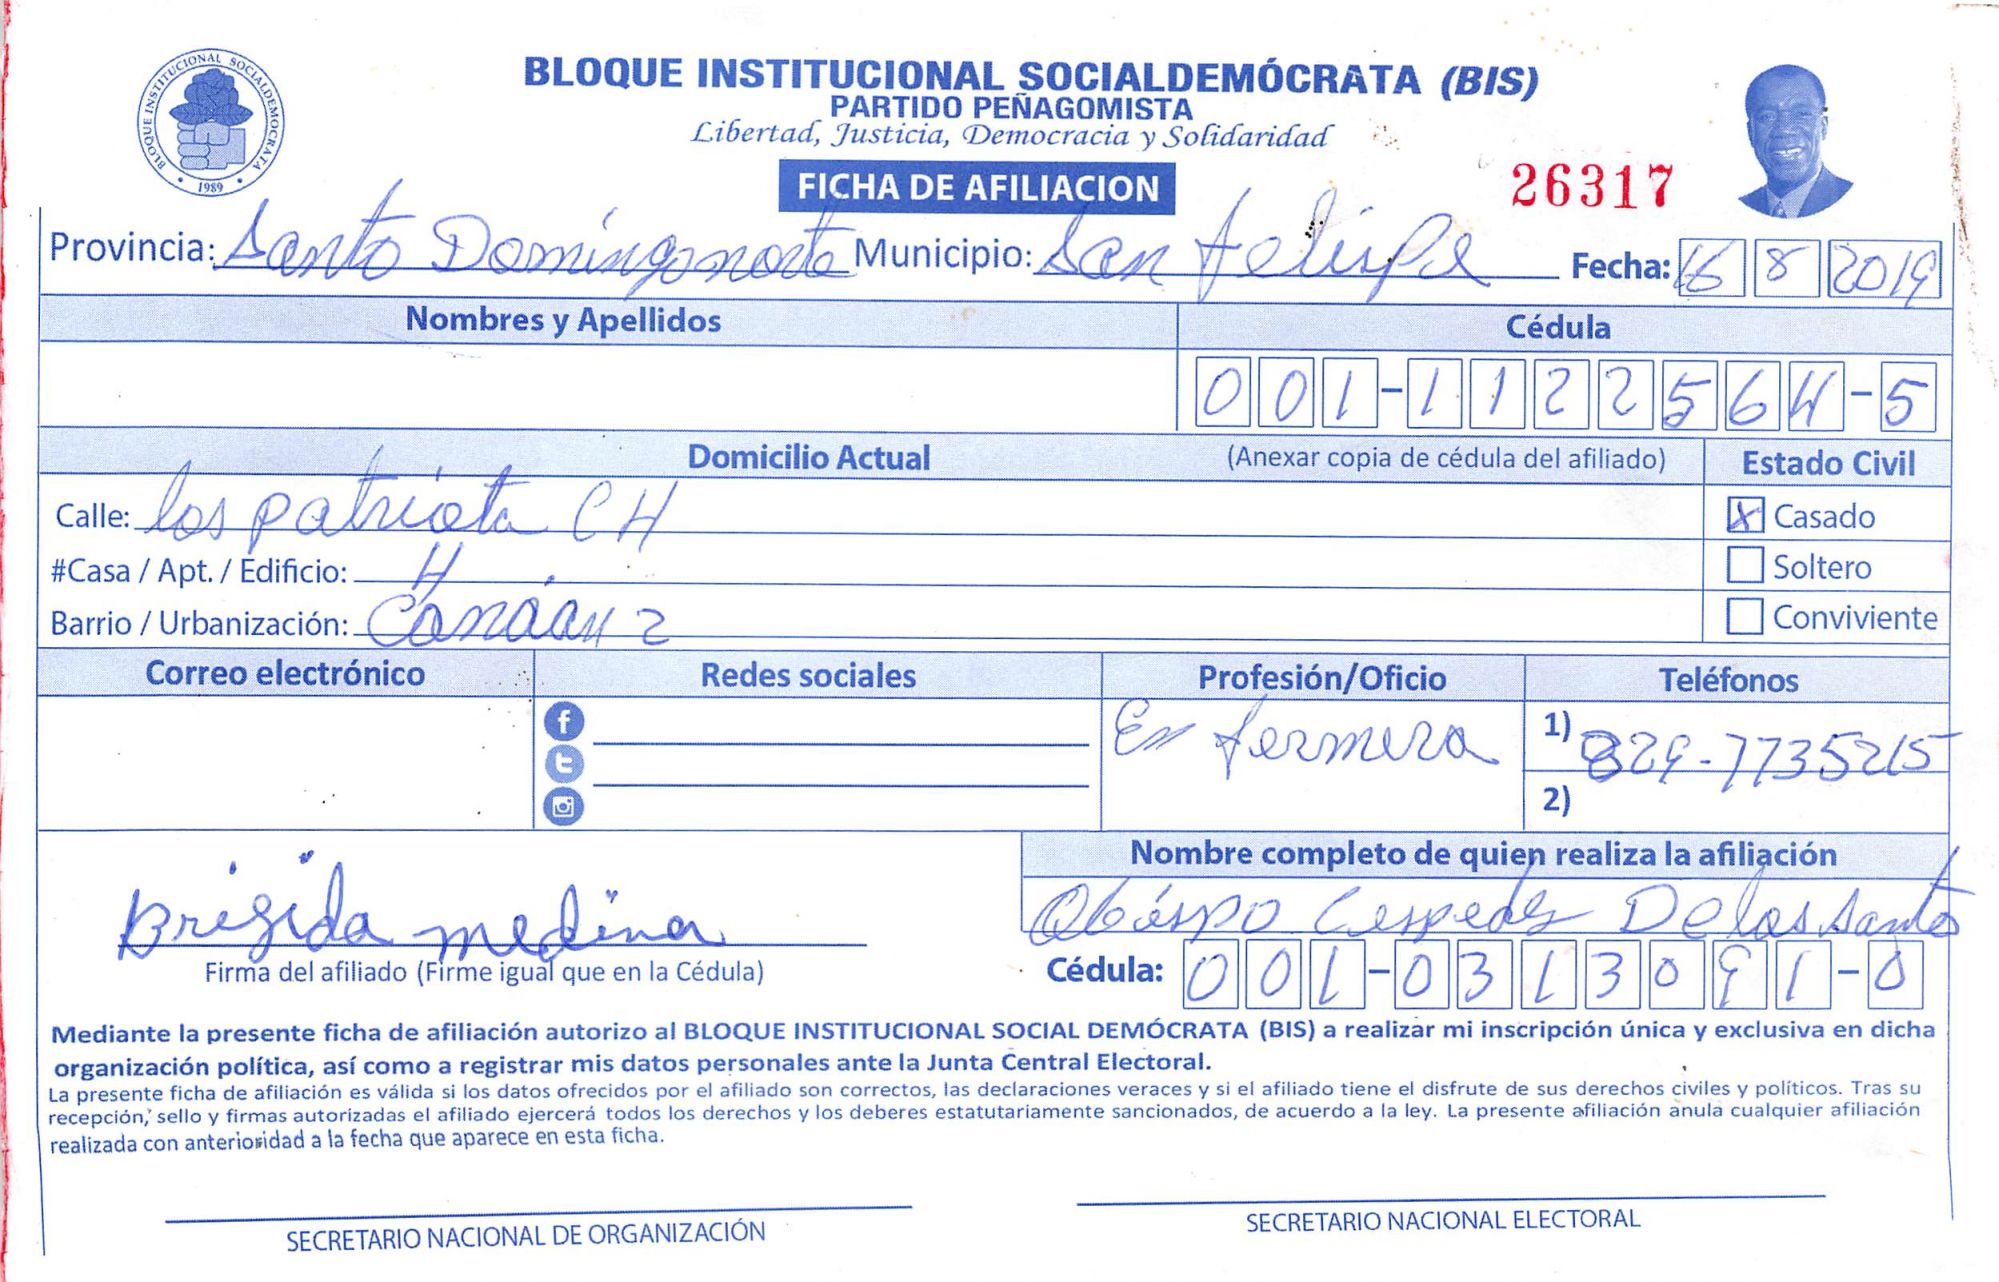 BLOQUE INSTITUCIONAL SOCIALDEMOCRATA
1989
BLOQUE INSTITUCIONAL SOCIALDEMÓCRATA (BIS)
PARTIDO PEÑAGOMISTA
Libertad, Justicia, Democracia y Solidaridad
FICHA DE AFILIACION
26317
Provincia: Santo Domingo norte Municipio: San Felispe Fecha: 16 8 2019
Nombres y Apellidos Cédula
001-1122564-5
Domicilio Actual (Anexar copia de cédula del afiliado) Estado Civil
Calle: los patriota CH X Casado
#Casa / Apt. / Edificio: H Soltero
Barrio / Urbanización: Canáan 2 Conviviente
Correo electrónico Redes sociales Profesión/Oficio Teléfonos
Enfermera 1) 829-7735215
2)
Nombre completo de quien realiza la afiliación
Brigida medina Obispo Cespedes De los Santos
Firma del afiliado (Firme igual que en la Cédula) Cédula: 001-0313091-0
Mediante la presente ficha de afiliación autorizo al BLOQUE INSTITUCIONAL SOCIAL DEMÓCRATA (BIS) a realizar mi inscripción única y exclusiva en dicha
organización política, así como a registrar mis datos personales ante la Junta Central Electoral.
La presente ficha de afiliación es válida si los datos ofrecidos por el afiliado son correctos, las declaraciones veraces y si el afiliado tiene el disfrute de sus derechos civiles y políticos. Tras su
recepción, sello y firmas autorizadas el afiliado ejercerá todos los derechos y los deberes estatutariamente sancionados, de acuerdo a la ley. La presente afiliación anula cualquier afiliación
realizada con anterioridad a la fecha que aparece en esta ficha.
SECRETARIO NACIONAL DE ORGANIZACIÓN SECRETARIO NACIONAL ELECTORAL